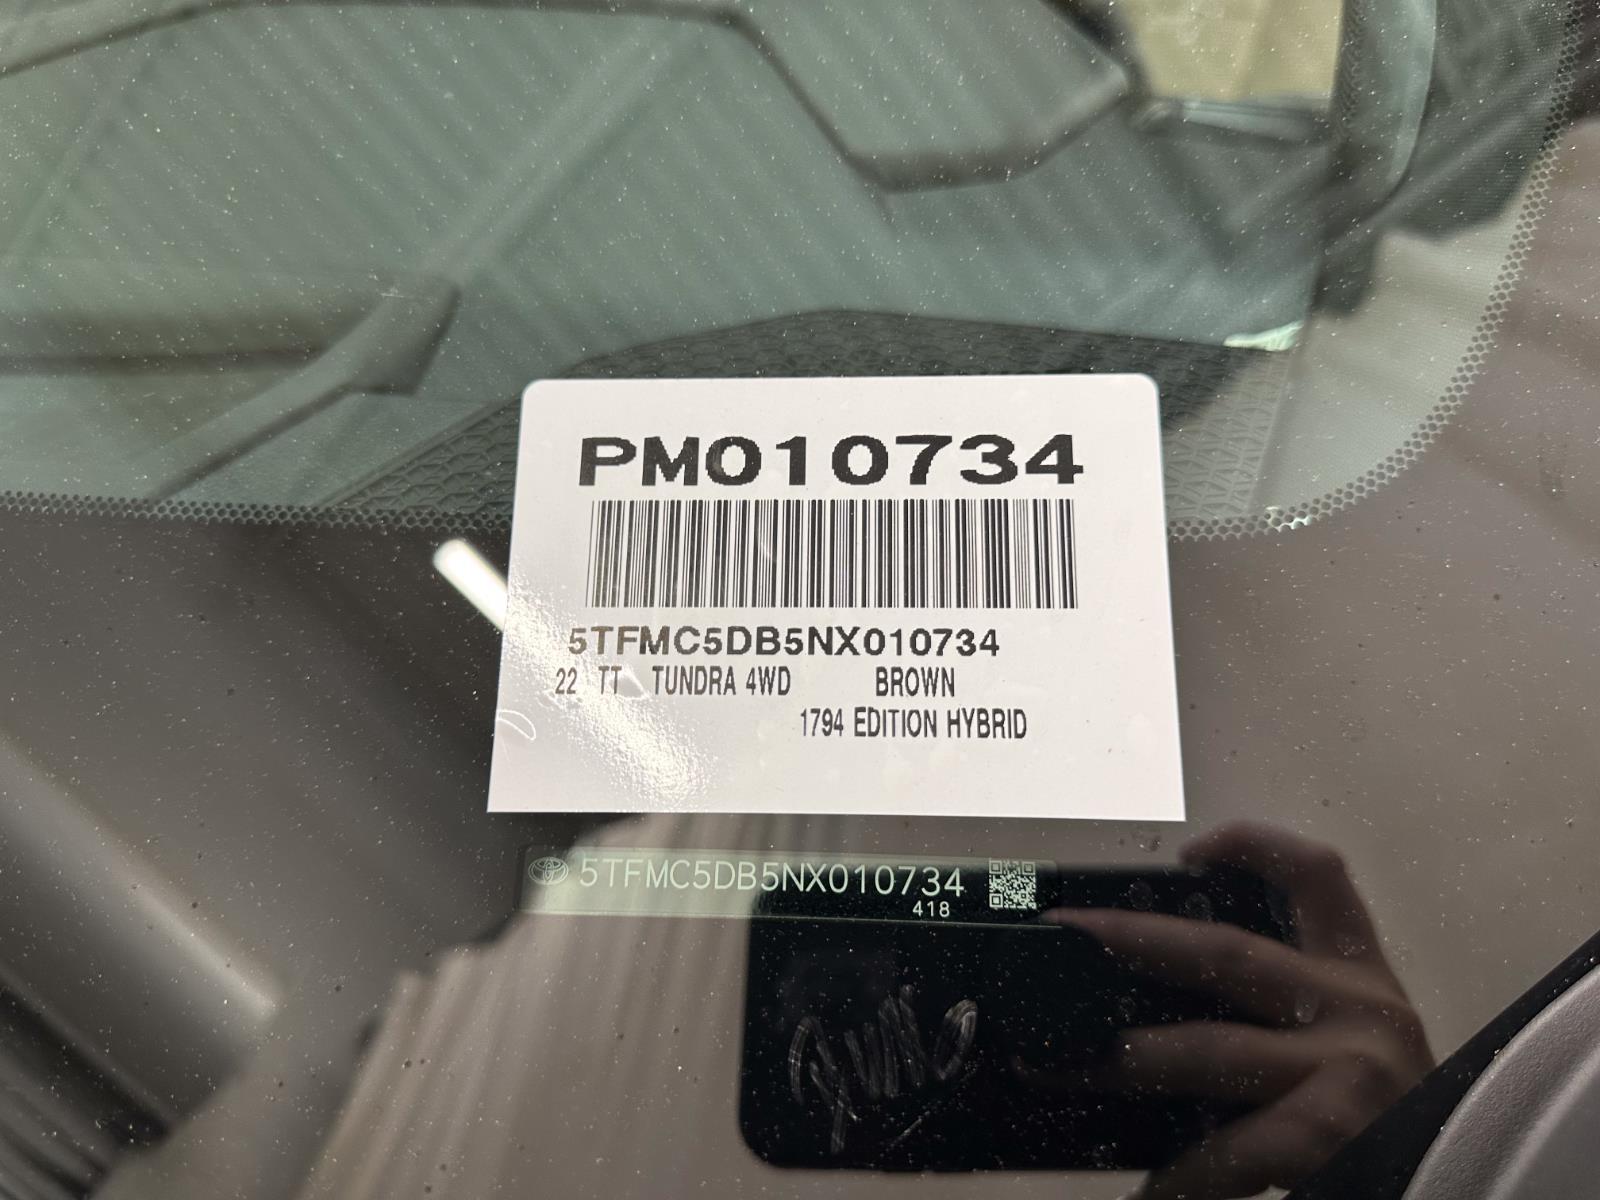 PM010734
5TFMC5DB5NX010734
22 TT TUNDRA 4WD BROWN
1794 EDITION HYBRID
5TFMC5DB5NX010734
418